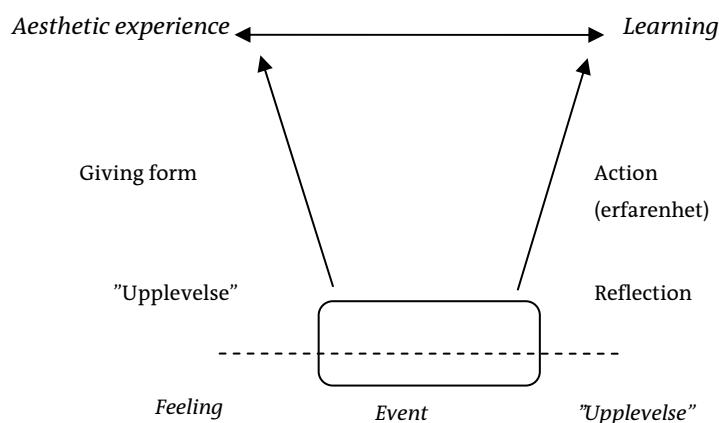 Aesthetic experience
Learning
Giving form
Action
(erfarenhet)
”Upplevelse”
Reflection
Feeling
Event
”Upplevelse”